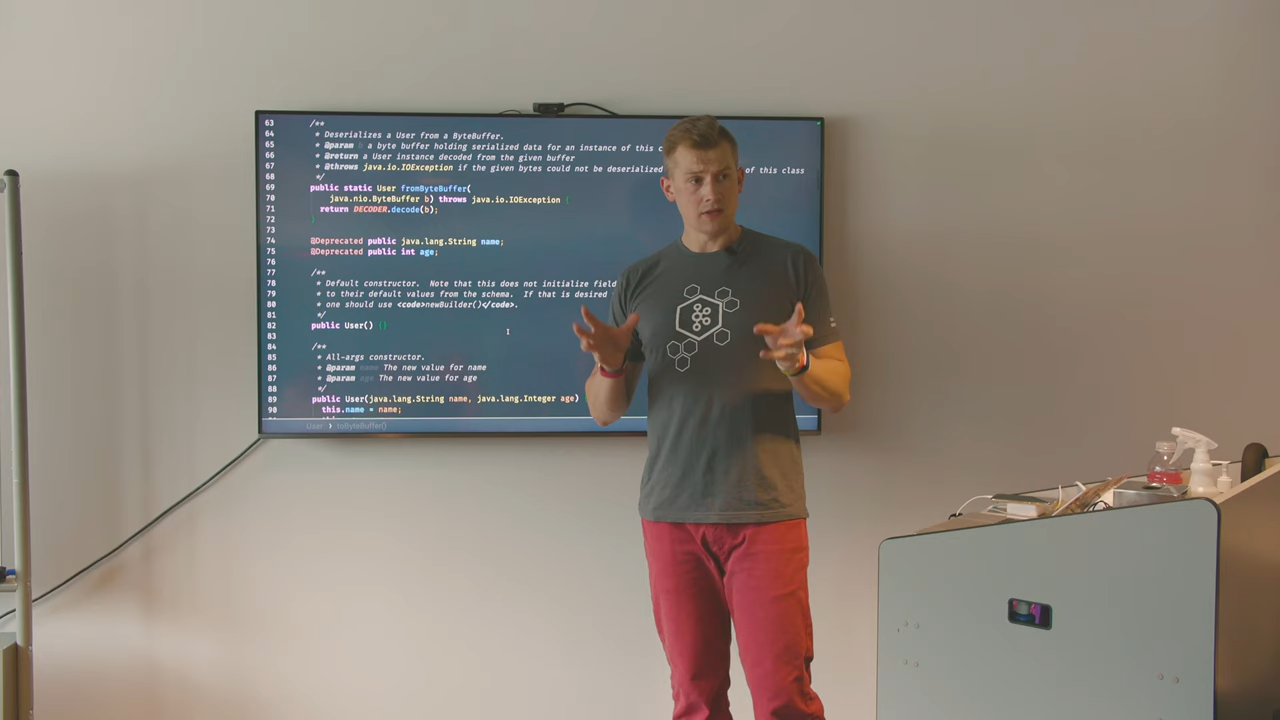 63 /**
64 * Deserializes a User from a ByteBuffer.
65 * @param b a byte buffer holding serialized data for an instance of this c
66 * @return a User instance decoded from the given buffer
67 * @throws java.io.IOException if the given bytes could not be deserialized of this class
68 */
69 public static User fromByteBuffer(
70 java.nio.ByteBuffer b) throws java.io.IOException {
71 return DECODER.decode(b);
72 }
73
74 @Deprecated public java.lang.String name;
75 @Deprecated public int age;
76
77 /**
78 * Default constructor. Note that this does not initialize field
79 * to their default values from the schema. If that is desired
80 * one should use <code>newBuilder()</code>.
81 */
82 public User() {}
83
84 /**
85 * All-args constructor.
86 * @param name The new value for name
87 * @param age The new value for age
88 */
89 public User(java.lang.String name, java.lang.Integer age)
90 this.name = name;
User › toByteBuffer()